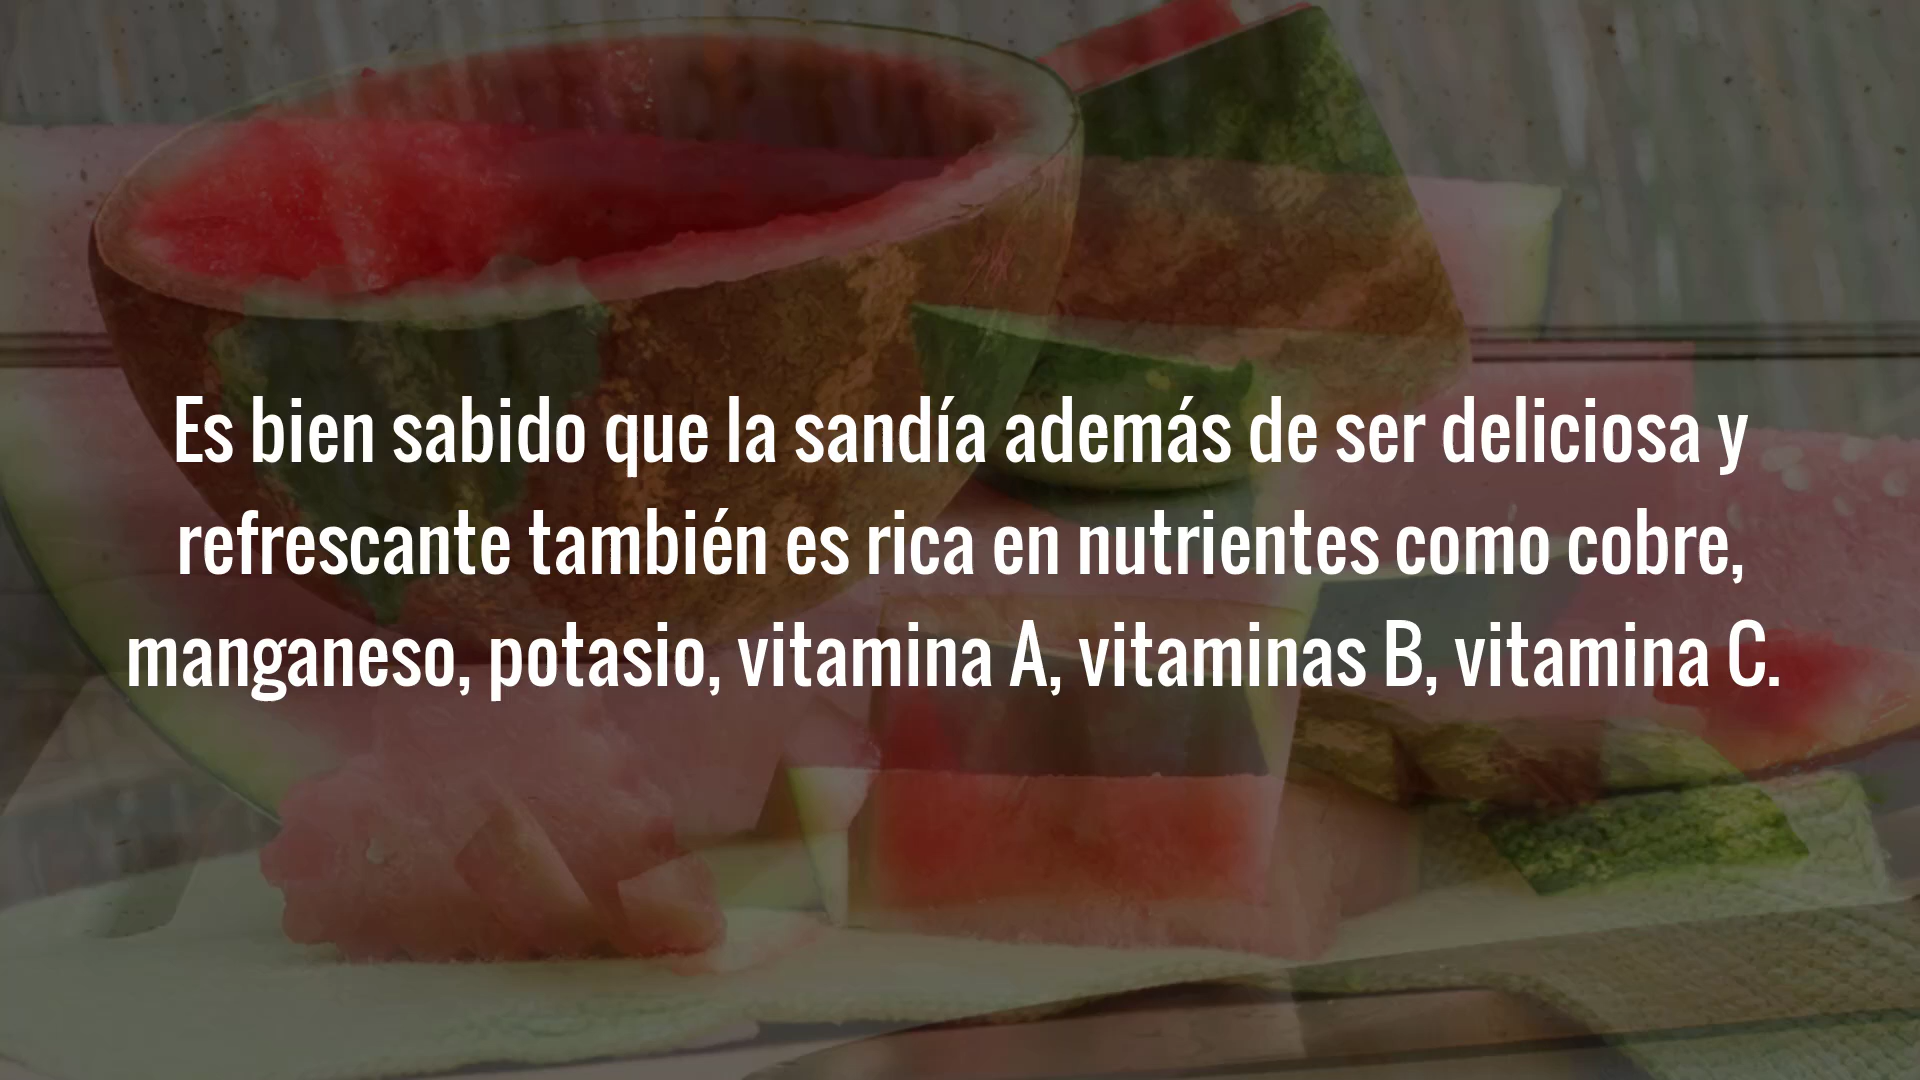 Es bien sabido que la sandía además de ser deliciosa y
refrescante también es rica en nutrientes como cobre,
manganeso, potasio, vitamina A, vitaminas B, vitamina C.